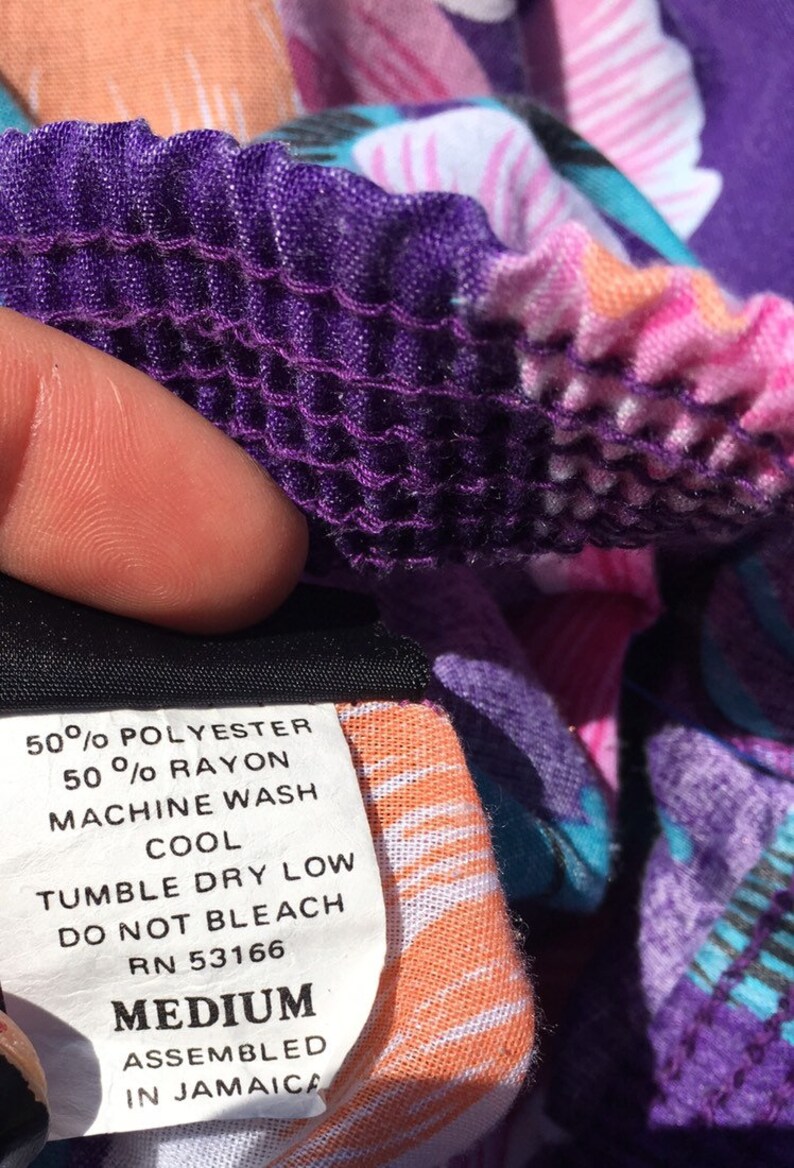 50% POLYESTER
50% RAYON
MACHINE WASH
COOL
TUMBLE DRY LOW
DO NOT BLEACH
RN 53166
MEDIUM
ASSEMBLED
IN JAMAICA